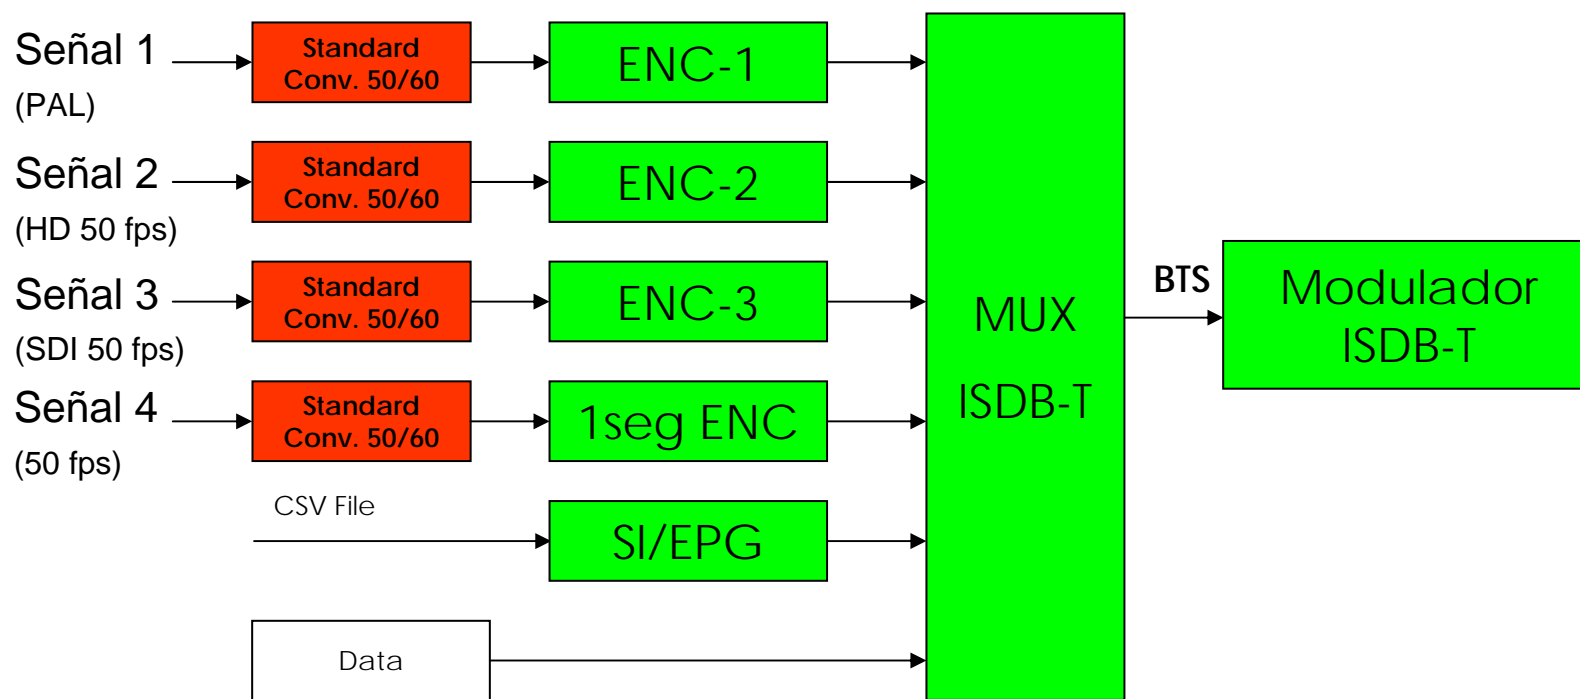 Señal 1
(PAL)
Standard
Conv. 50/60
ENC-1
Señal 2
(HD 50 fps)
Standard
Conv. 50/60
ENC-2
Señal 3
(SDI 50 fps)
Standard
Conv. 50/60
ENC-3
Señal 4
(50 fps)
Standard
Conv. 50/60
1seg ENC
CSV File
SI/EPG
Data
MUX
ISDB-T
BTS
Modulador
ISDB-T